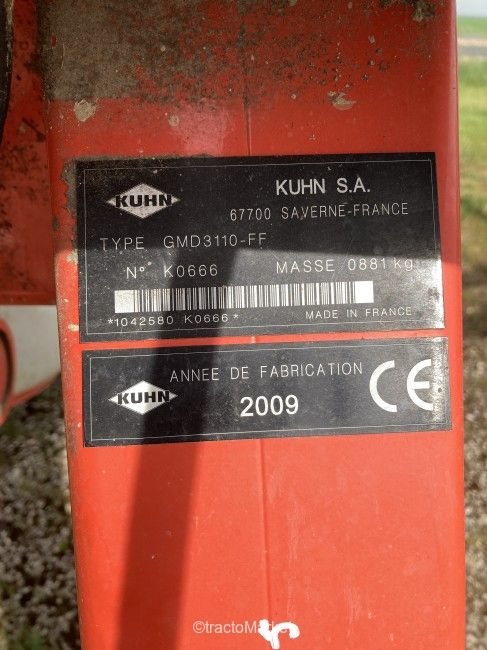 KUHN
KUHN S.A.
67700 SAVERNE-FRANCE
TYPE GMD3110-FF
N° K0666 MASSE 0881 kg
*1042580 K0666* MADE IN FRANCE
KUHN
ANNEE DE FABRICATION
2009
CE